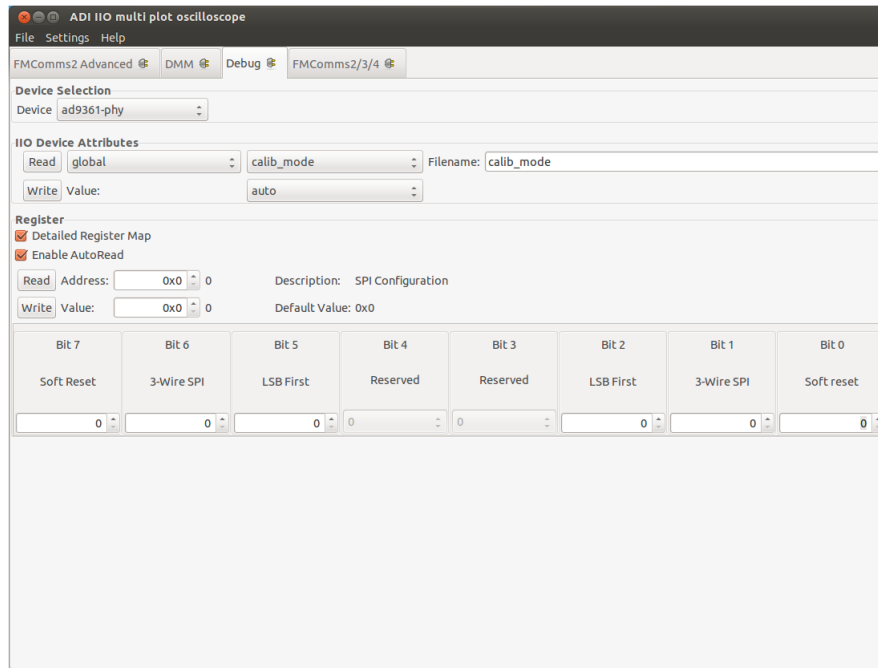 ADI IIO multi plot oscilloscope
File Settings Help
FMComms2 Advanced DMM Debug FMComms2/3/4
Device Selection
Device ad9361-phy
IIO Device Attributes
Read global calib_mode Filename: calib_mode
Write Value: auto
Register
Detailed Register Map
Enable AutoRead
Read Address: 0x0 0 Description: SPI Configuration
Write Value: 0x0 0 Default Value: 0x0
Bit 7 Bit 6 Bit 5 Bit 4 Bit 3 Bit 2 Bit 1 Bit 0
Soft Reset 3-Wire SPI LSB First Reserved Reserved LSB First 3-Wire SPI Soft reset
0 0 0 0 0 0 0 0